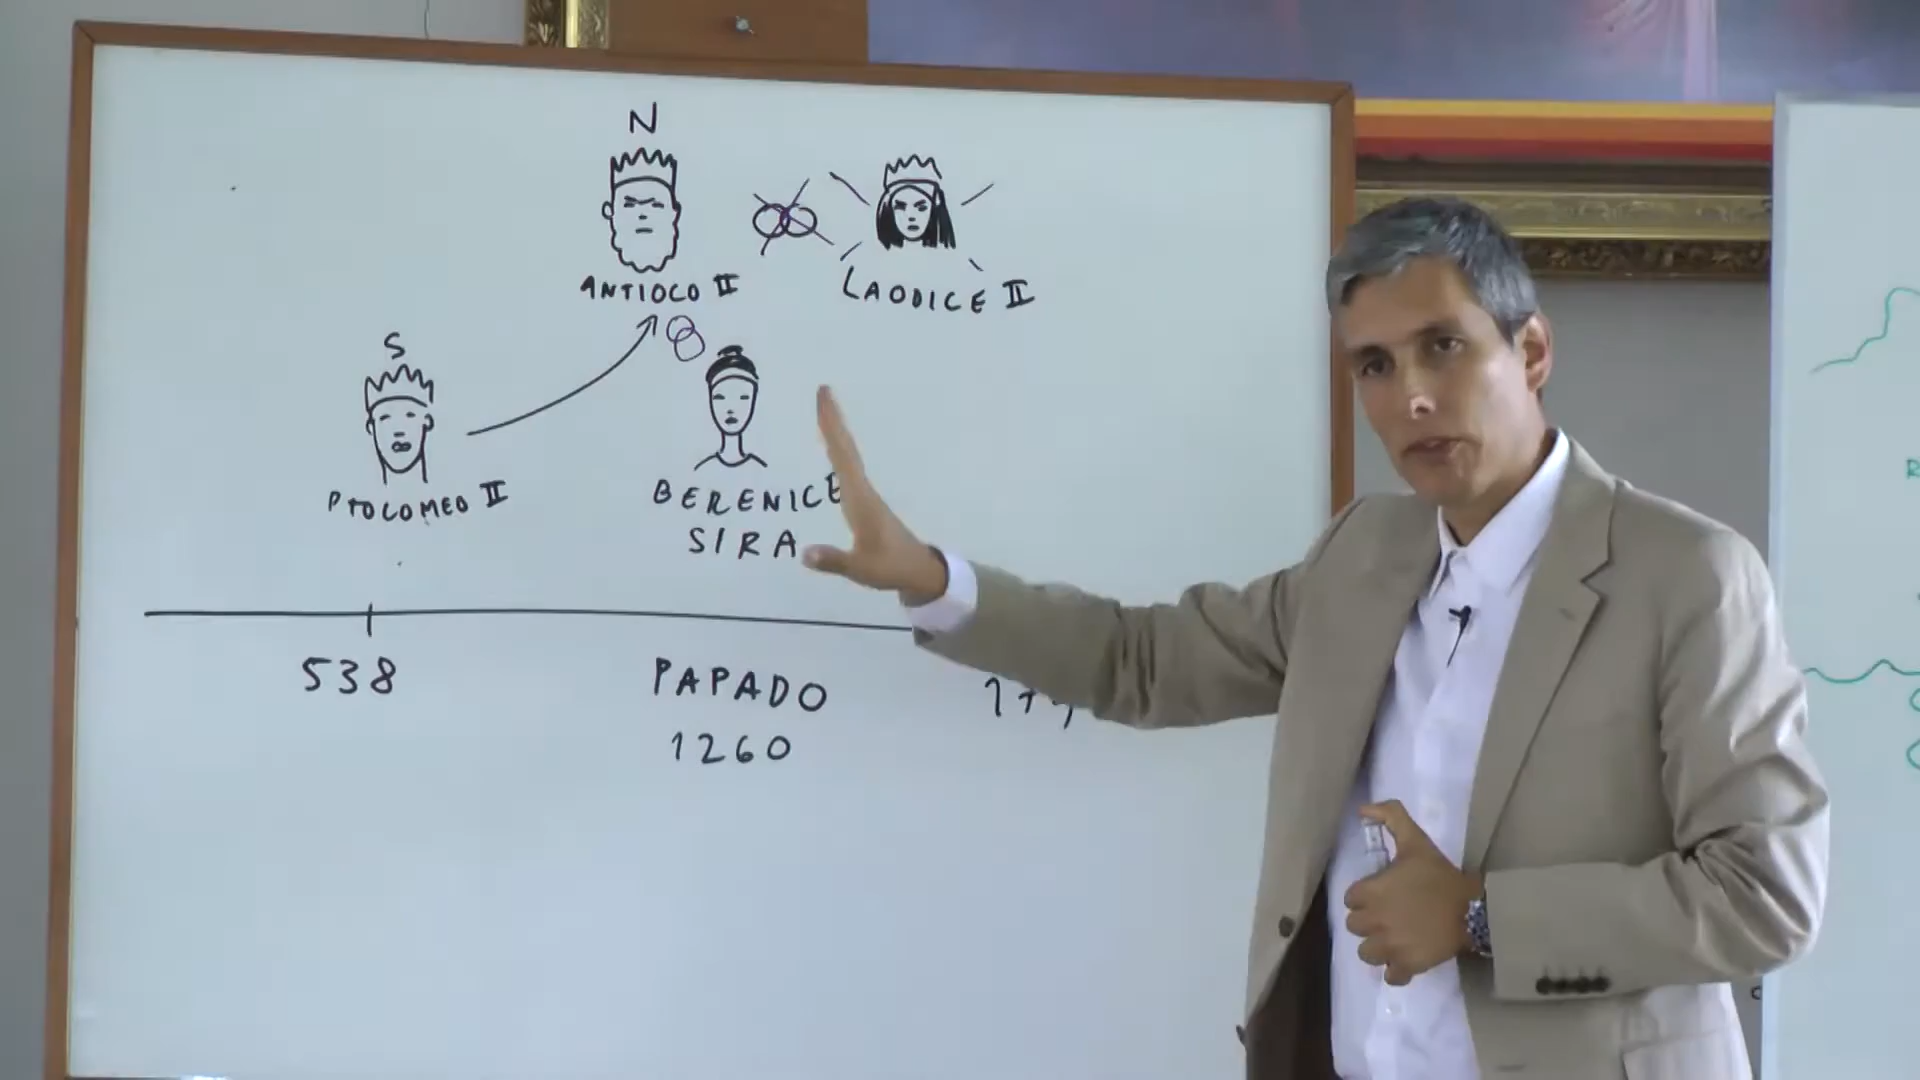 N
ANTIOCO II
LAODICE II
S
PTOLOMEO II
BERENICE
SIRA
538
PAPADO
1260